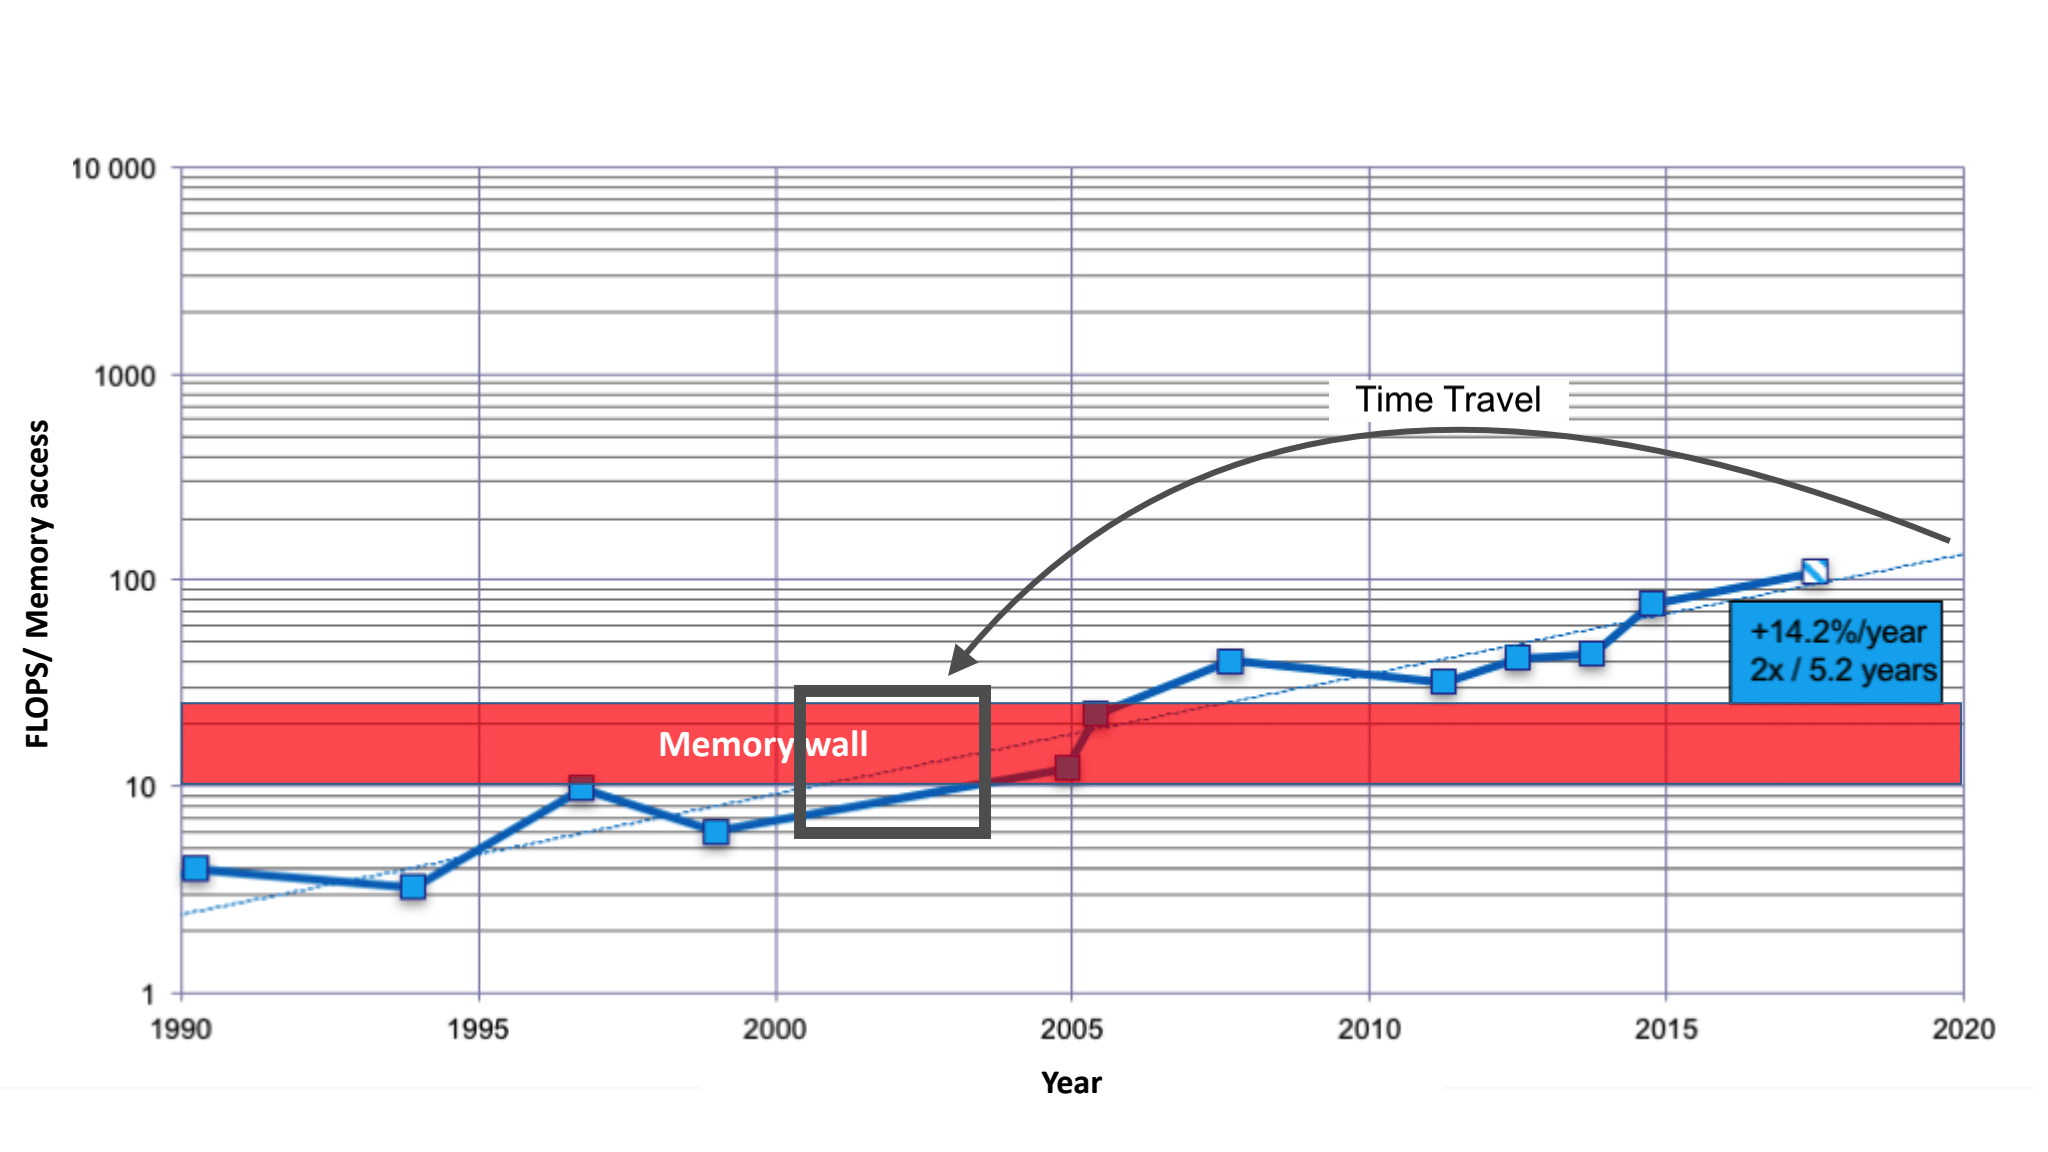 10 000
1000
Time Travel
100
+14.2%/year
2x / 5.2 years
Memory wall
10
1
1990 1995 2000 2005 2010 2015 2020
Year
FLOPS/ Memory access